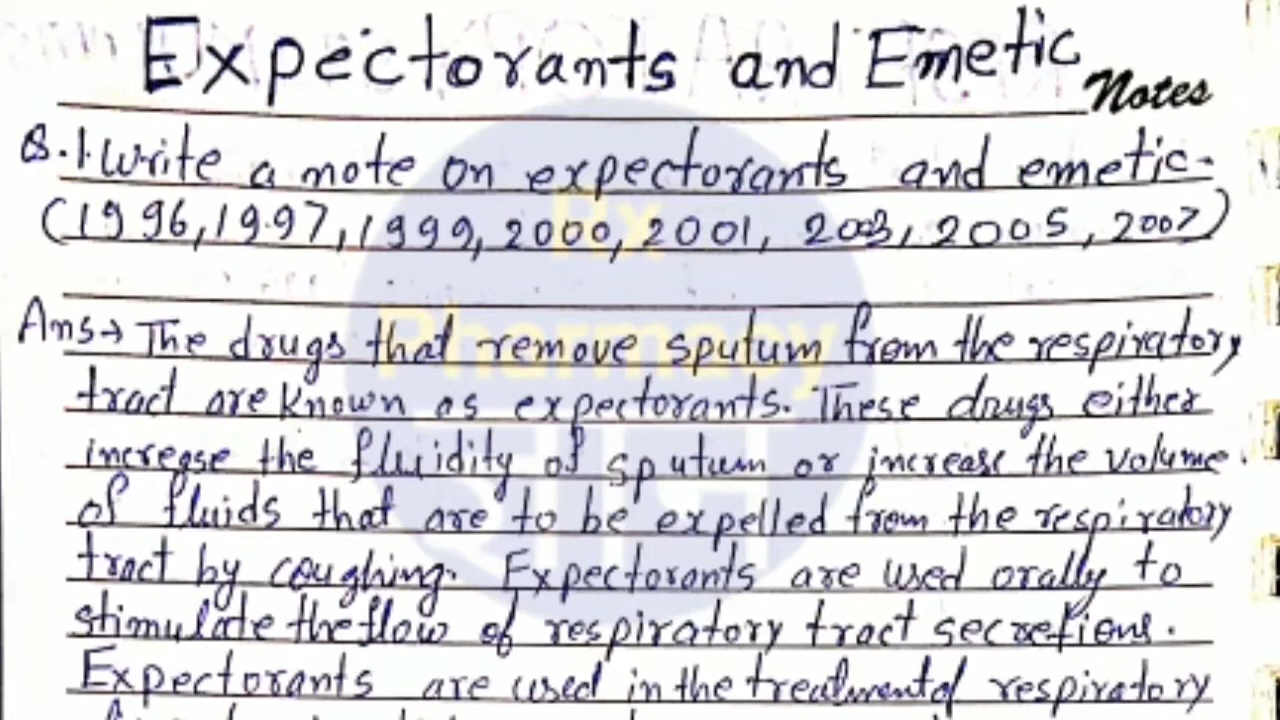 Expectorants and Emetic Notes
Q.1. Write a note on expectorants and emetic.
(1996, 1997, 1999, 2000, 2001, 2003, 2005, 2007)
Rx
Pharmacy
Ans→ The drugs that remove sputum from the respiratory
tract are known as expectorants. These drugs either
increase the fluidity of sputum or increase the volume
of fluids that are to be expelled from the respiratory
tract by coughing. Expectorants are used orally to
stimulate the flow of respiratory tract secretions.
Expectorants are used in the treatment of respiratory